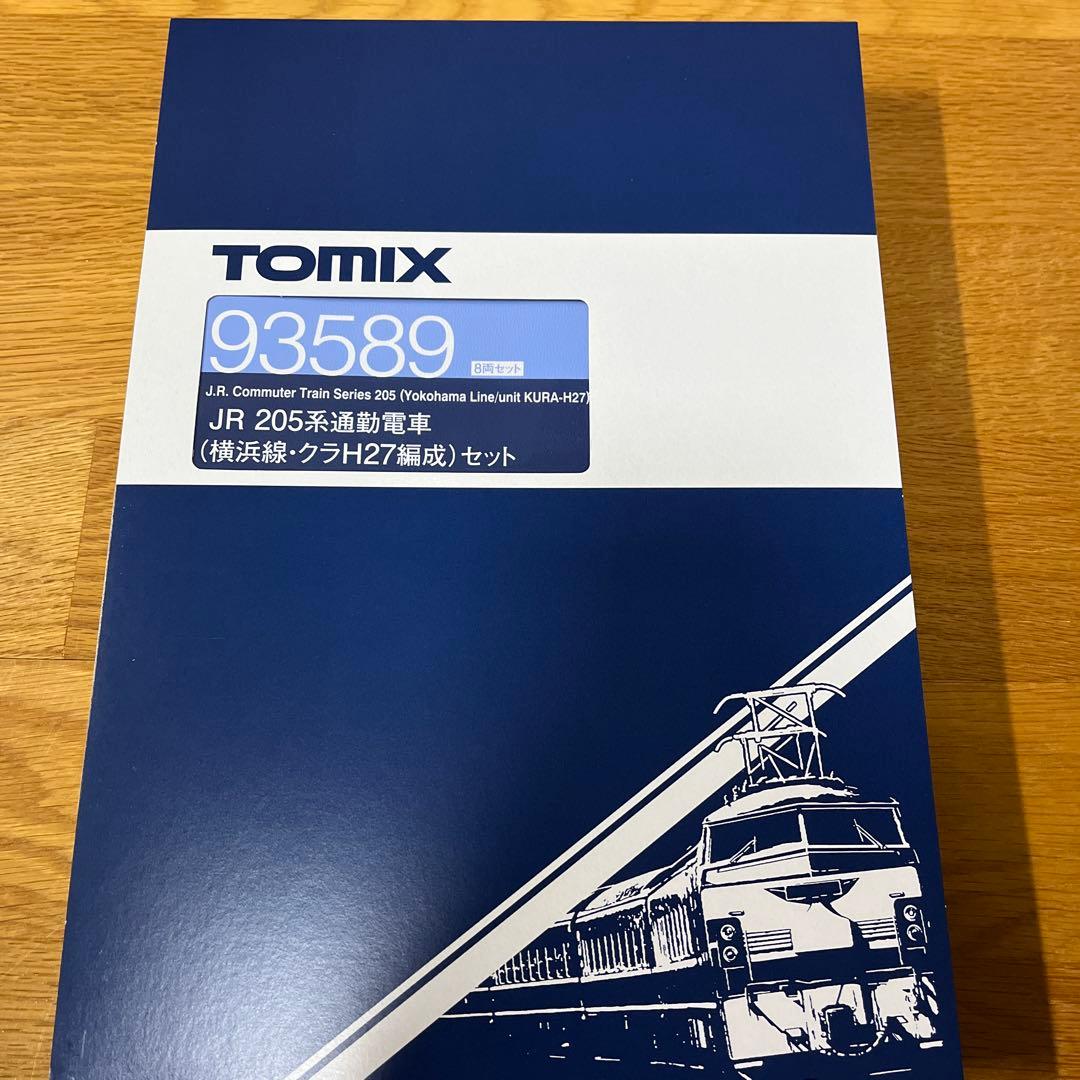 TOMIX
93589
8両セット
J.R. Commuter Train Series 205 (Yokohama Line/unit KURA-H27)
JR 205系通勤電車
(横浜線・クラH27編成)セット